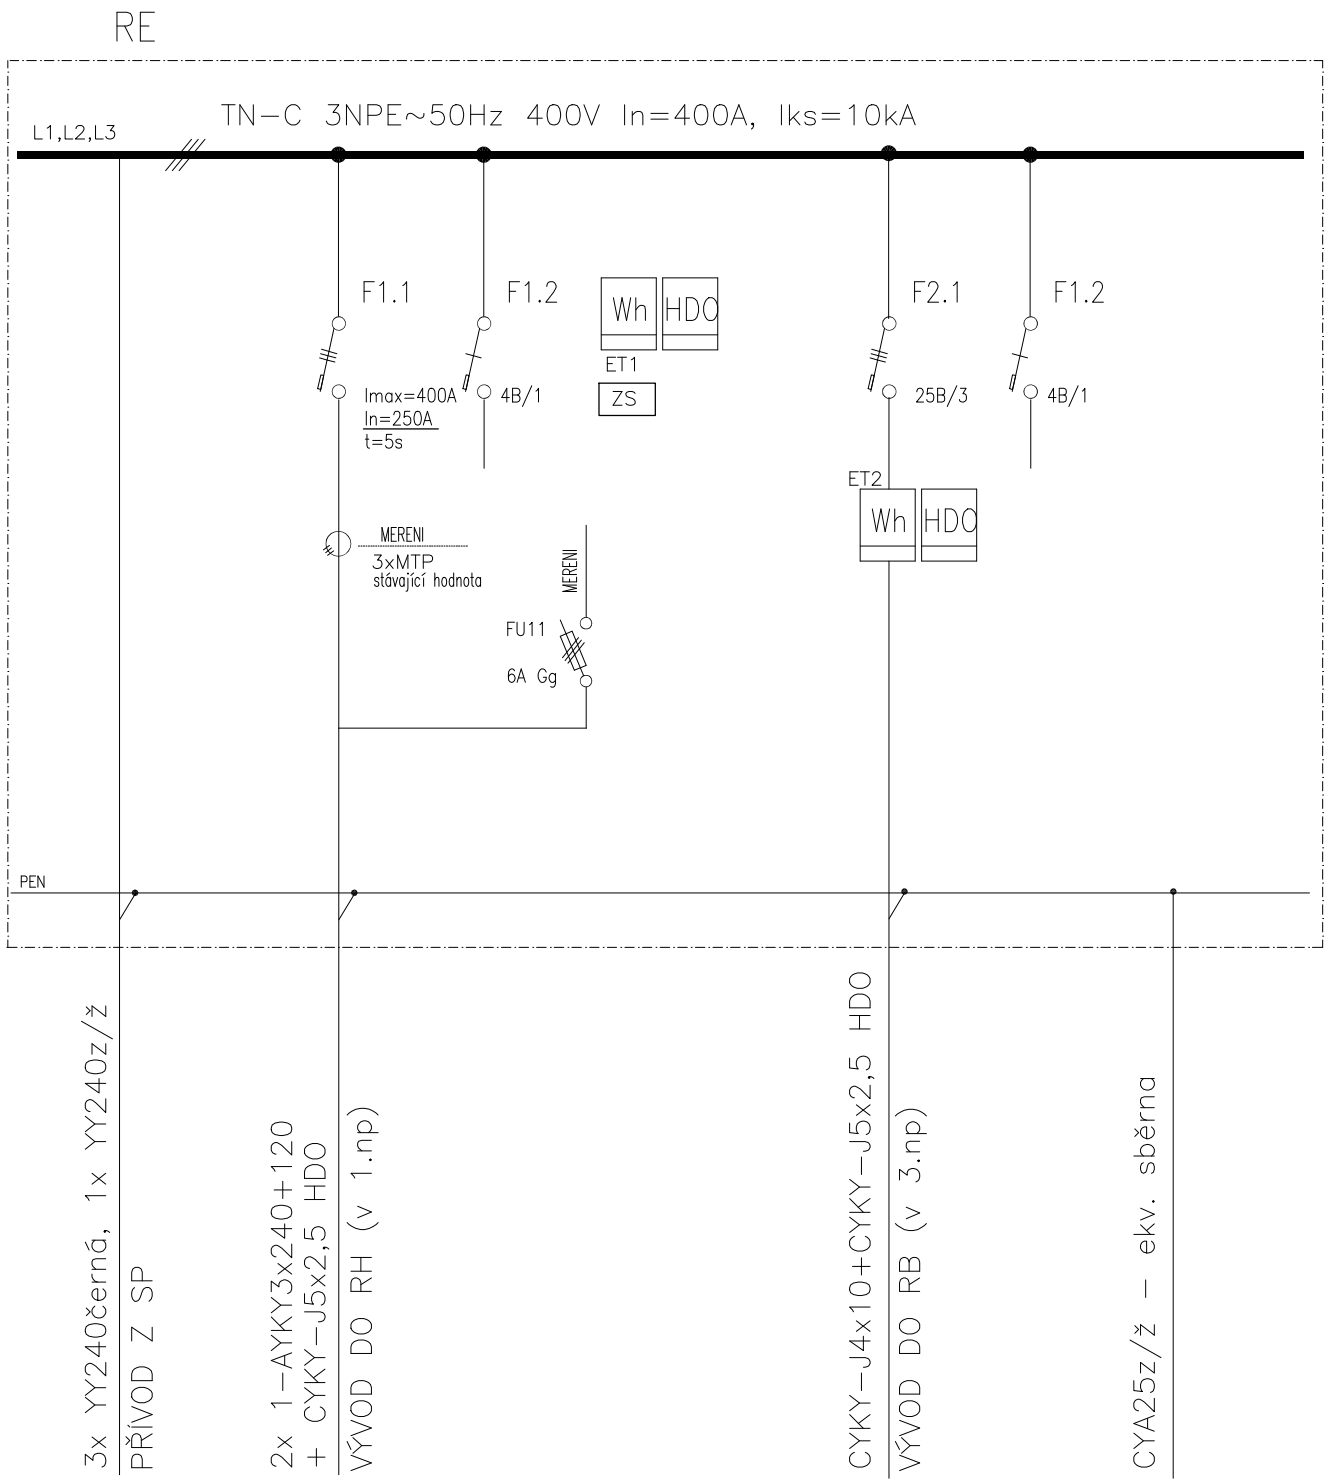 RE
TN-C 3NPE~50Hz 400V In=400A, Iks=10kA
L1,L2,L3
F1.1
F1.2
Wh
HDO
F2.1
F1.2
ET1
ZS
Imax=400A
In=250A
t=5s
4B/1
25B/3
4B/1
ET2
Wh
HDO
MERENI
3xMTP
stávající hodnota
MERENI
FU11
6A Gg
PEN
3x YY240černá, 1x YY240z/ž
PŘÍVOD Z SP
2x 1-AYKY3x240+120
+ CYKY-J5x2,5 HDO
VÝVOD DO RH (v 1.np)
CYKY-J4x10+CYKY-J5x2,5 HDO
VÝVOD DO RB (v 3.np)
CYA25z/ž - ekv. sběrna